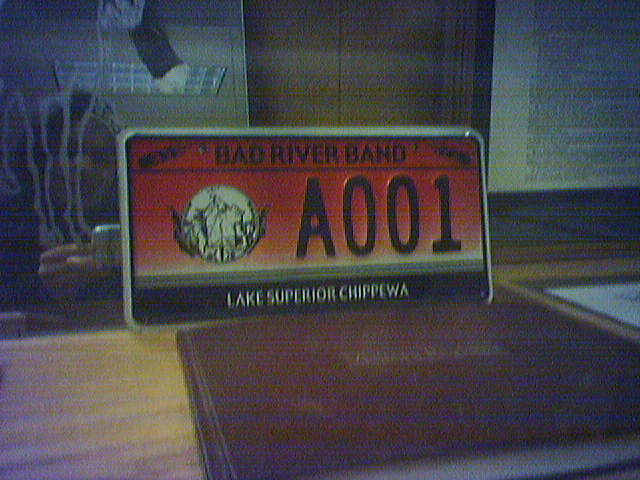 BAD RIVER BAND
A001
LAKE SUPERIOR CHIPPEWA